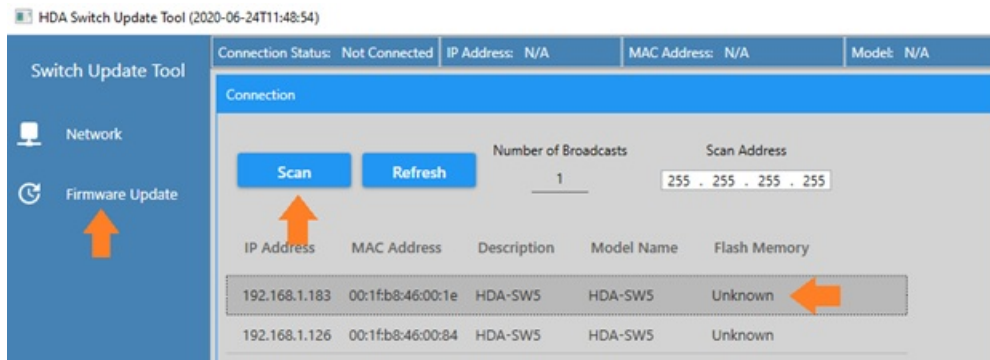 HDA Switch Update Tool (2020-06-24T11:48:54)
Connection Status: Not Connected IP Address: N/A MAC Address: N/A Model: N/A
Switch Update Tool
Connection
Network
Number of Broadcasts Scan Address
Scan Refresh 1 255 . 255 . 255 . 255
Firmware Update
IP Address MAC Address Description Model Name Flash Memory
192.168.1.183 00:1f:b8:46:00:1e HDA-SW5 HDA-SW5 Unknown
192.168.1.126 00:1f:b8:46:00:84 HDA-SW5 HDA-SW5 Unknown